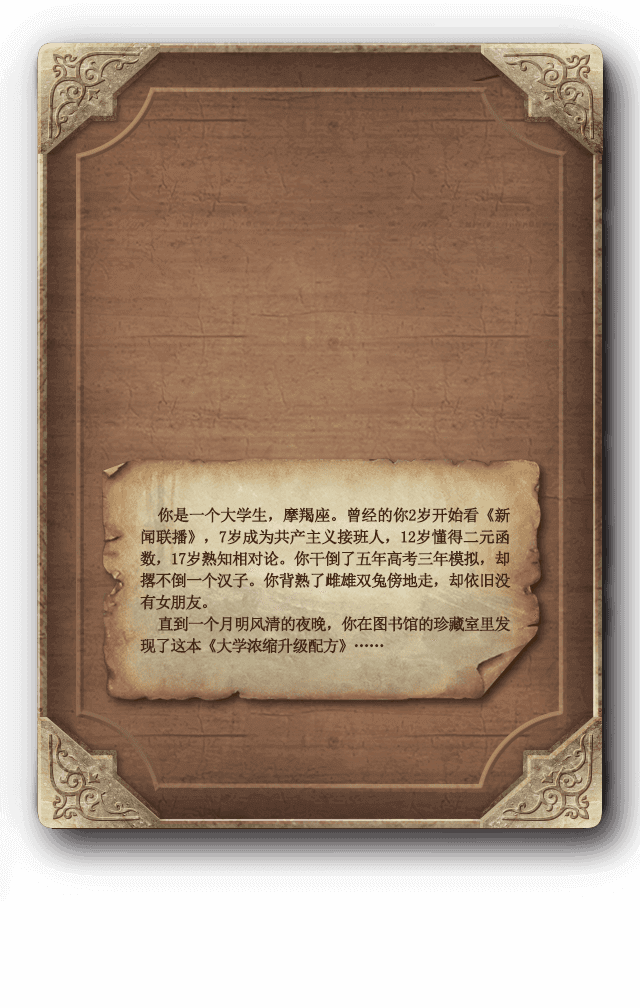 你是一个大学生，摩羯座。曾经的你2岁开始看《新
闻联播》，7岁成为共产主义接班人，12岁懂得二元函
数，17岁熟知相对论。你干倒了五年高考三年模拟，却
撂不倒一个汉子。你背熟了雌雄双兔傍地走，却依旧没
有女朋友。
直到一个月明风清的夜晚，你在图书馆的珍藏室里发
现了这本《大学浓缩升级配方》……